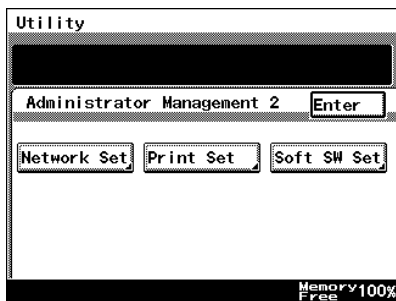 Utility
Administrator Management 2 Enter
Network Set Print Set Soft SW Set
Memory Free 100%